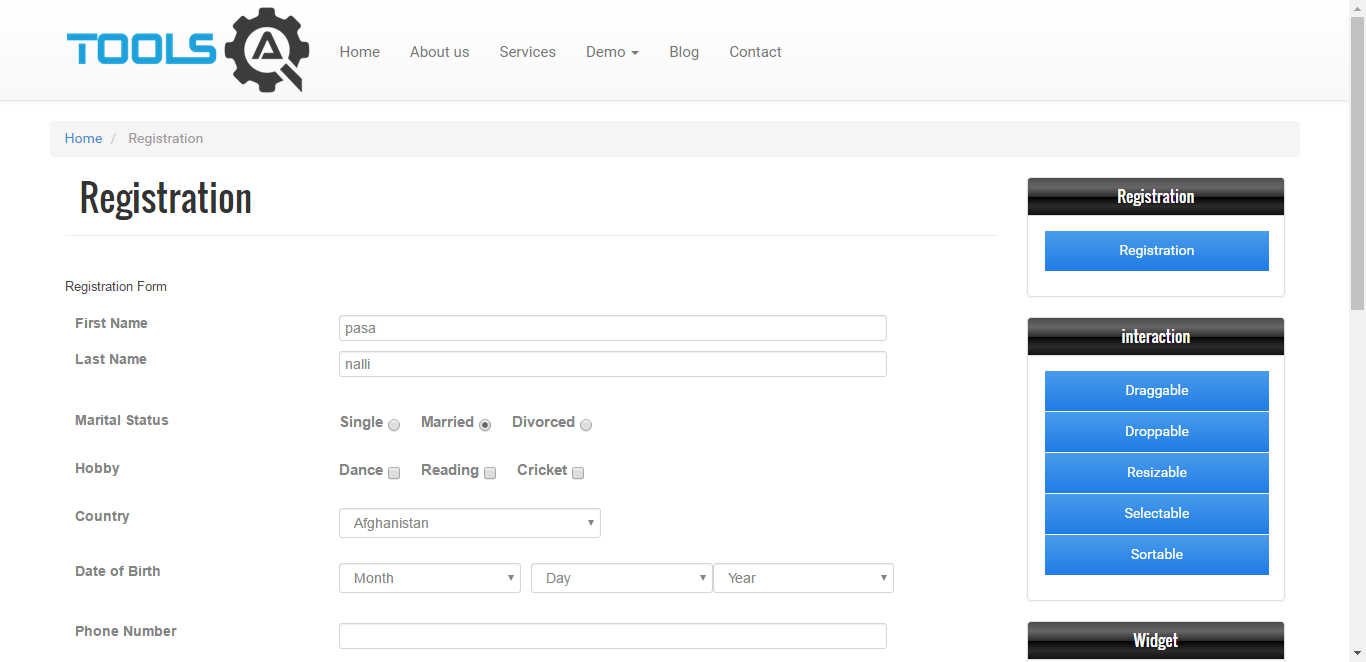 TOOLS QA
Home About us Services Demo Blog Contact
Home / Registration
Registration
Registration Form
First Name pasa
Last Name nalli
Marital Status Single Married Divorced
Hobby Dance Reading Cricket
Country Afghanistan
Date of Birth Month Day Year
Phone Number
Registration
Registration
interaction
Draggable
Droppable
Resizable
Selectable
Sortable
Widget